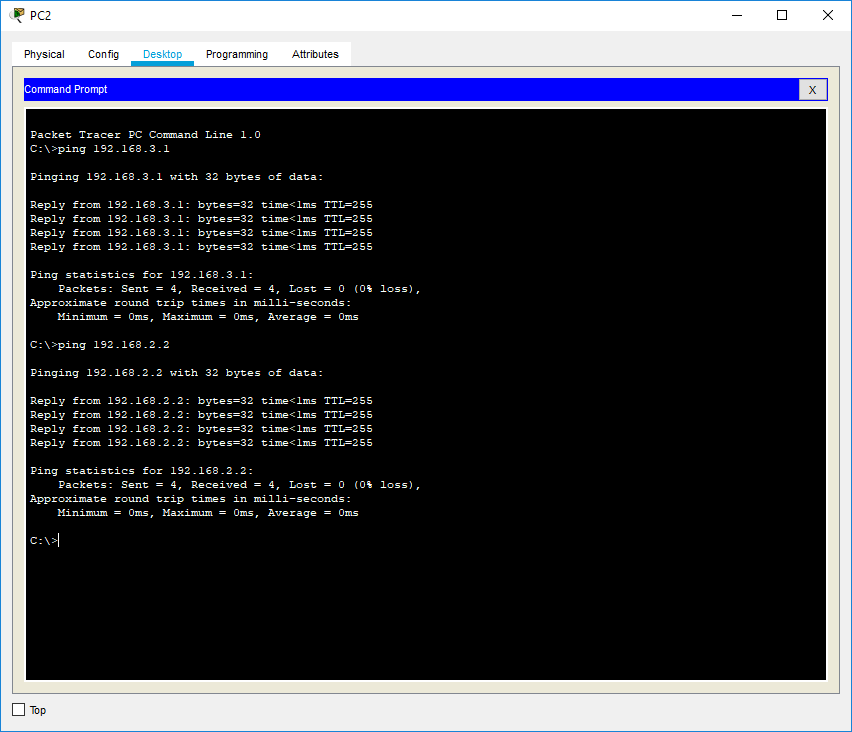 PC2
Physical Config Desktop Programming Attributes
Command Prompt
X
Packet Tracer PC Command Line 1.0
C:\>ping 192.168.3.1
Pinging 192.168.3.1 with 32 bytes of data:
Reply from 192.168.3.1: bytes=32 time<1ms TTL=255
Reply from 192.168.3.1: bytes=32 time<1ms TTL=255
Reply from 192.168.3.1: bytes=32 time<1ms TTL=255
Reply from 192.168.3.1: bytes=32 time<1ms TTL=255
Ping statistics for 192.168.3.1:
    Packets: Sent = 4, Received = 4, Lost = 0 (0% loss),
Approximate round trip times in milli-seconds:
    Minimum = 0ms, Maximum = 0ms, Average = 0ms
C:\>ping 192.168.2.2
Pinging 192.168.2.2 with 32 bytes of data:
Reply from 192.168.2.2: bytes=32 time<1ms TTL=255
Reply from 192.168.2.2: bytes=32 time<1ms TTL=255
Reply from 192.168.2.2: bytes=32 time<1ms TTL=255
Reply from 192.168.2.2: bytes=32 time<1ms TTL=255
Ping statistics for 192.168.2.2:
    Packets: Sent = 4, Received = 4, Lost = 0 (0% loss),
Approximate round trip times in milli-seconds:
    Minimum = 0ms, Maximum = 0ms, Average = 0ms
C:\>
Top